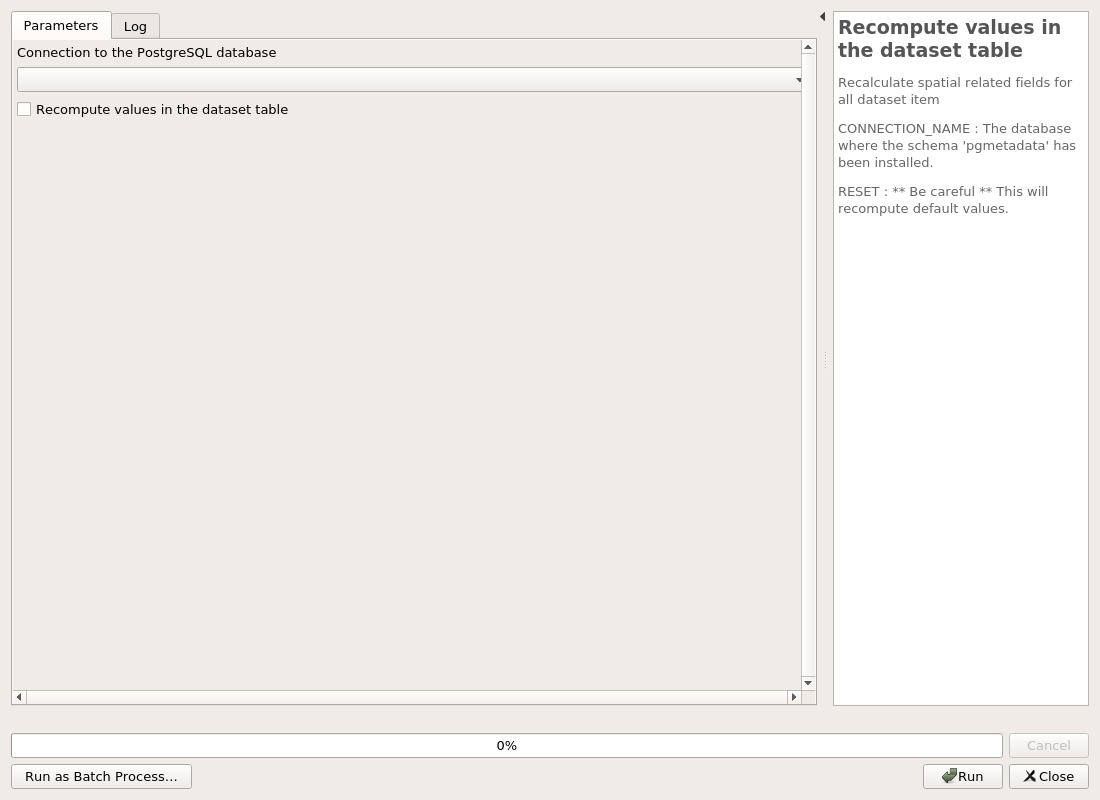 Parameters
Log
Connection to the PostgreSQL database
Recompute values in the dataset table
Recompute values in
the dataset table
Recalculate spatial related fields for
all dataset item
CONNECTION_NAME : The database
where the schema 'pgmetadata' has
been installed.
RESET : ** Be careful ** This will
recompute default values.
0%
Cancel
Run as Batch Process...
Run
Close